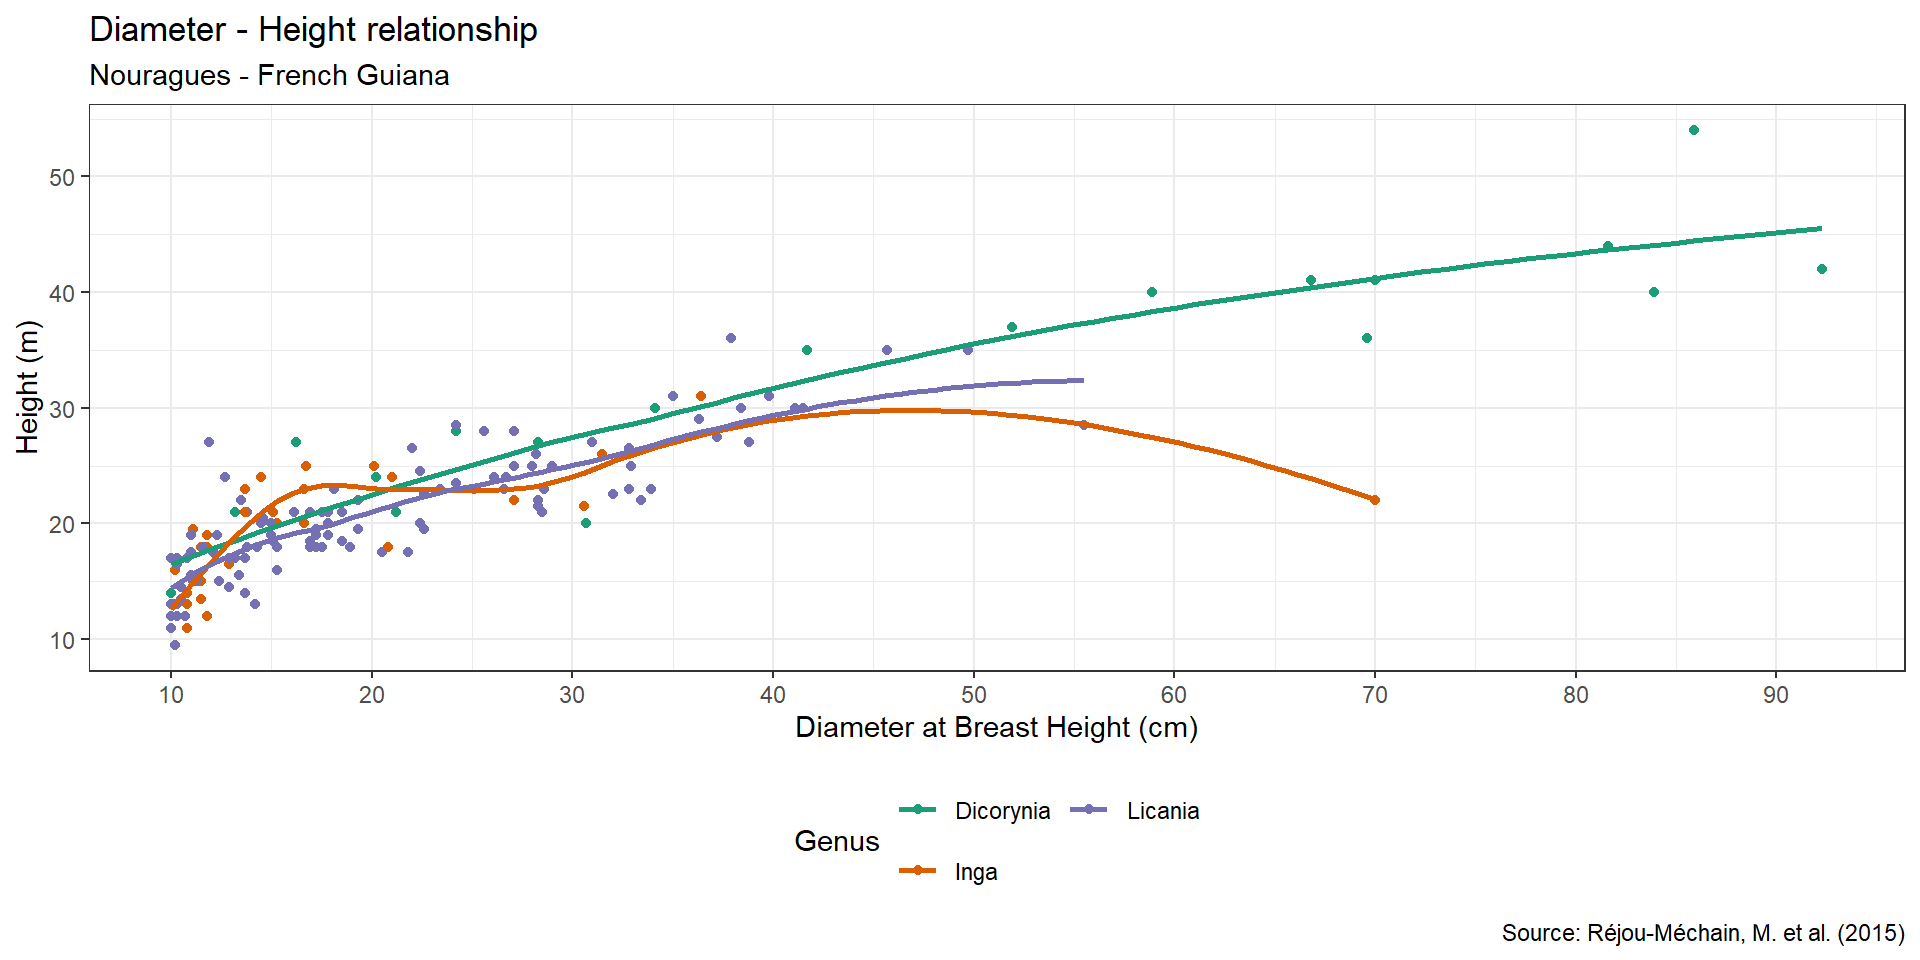 Diameter - Height relationship
Nouragues - French Guiana
Height (m)
50
40
30
20
10
10 20 30 40 50 60 70 80 90
Diameter at Breast Height (cm)
Genus
Dicorynia Licania
Inga
Source: Réjou-Méchain, M. et al. (2015)